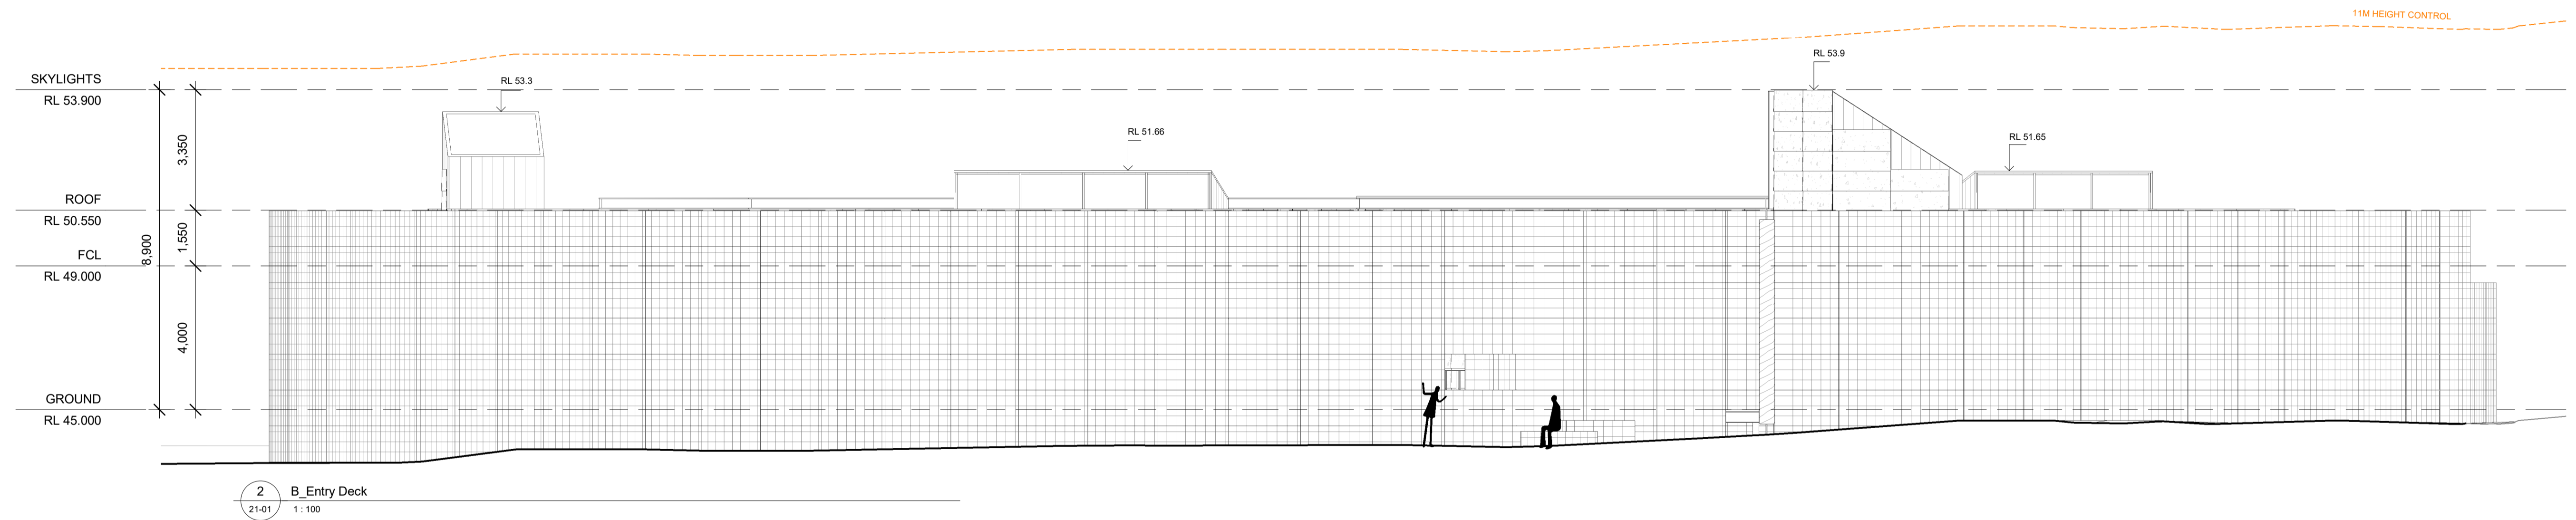 11M HEIGHT CONTROL
RL 53.9
SKYLIGHTS
RL 53.900
RL 53.3
RL 51.66
RL 51.65
3,350
ROOF
RL 50.550
1,550
8,900
FCL
RL 49.000
4,000
GROUND
RL 45.000
2
21-01
B_Entry Deck
1 : 100